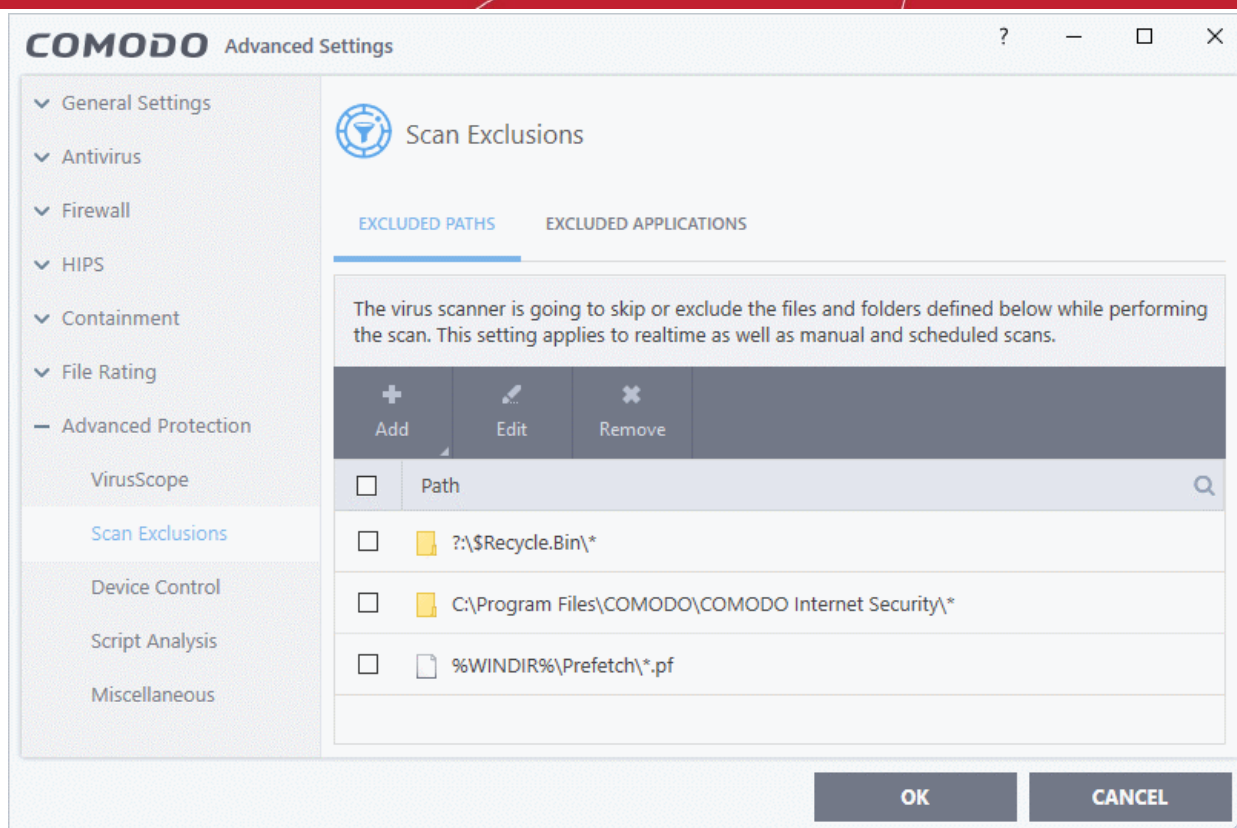 COMODO Advanced Settings
?
General Settings
Antivirus
Firewall
HIPS
Containment
File Rating
Advanced Protection
VirusScope
Scan Exclusions
Device Control
Script Analysis
Miscellaneous
Scan Exclusions
EXCLUDED PATHS EXCLUDED APPLICATIONS
The virus scanner is going to skip or exclude the files and folders defined below while performing
the scan. This setting applies to realtime as well as manual and scheduled scans.
Add Edit Remove
Path
?:\$Recycle.Bin\*
C:\Program Files\COMODO\COMODO Internet Security\*
%WINDIR%\Prefetch\*.pf
OK CANCEL